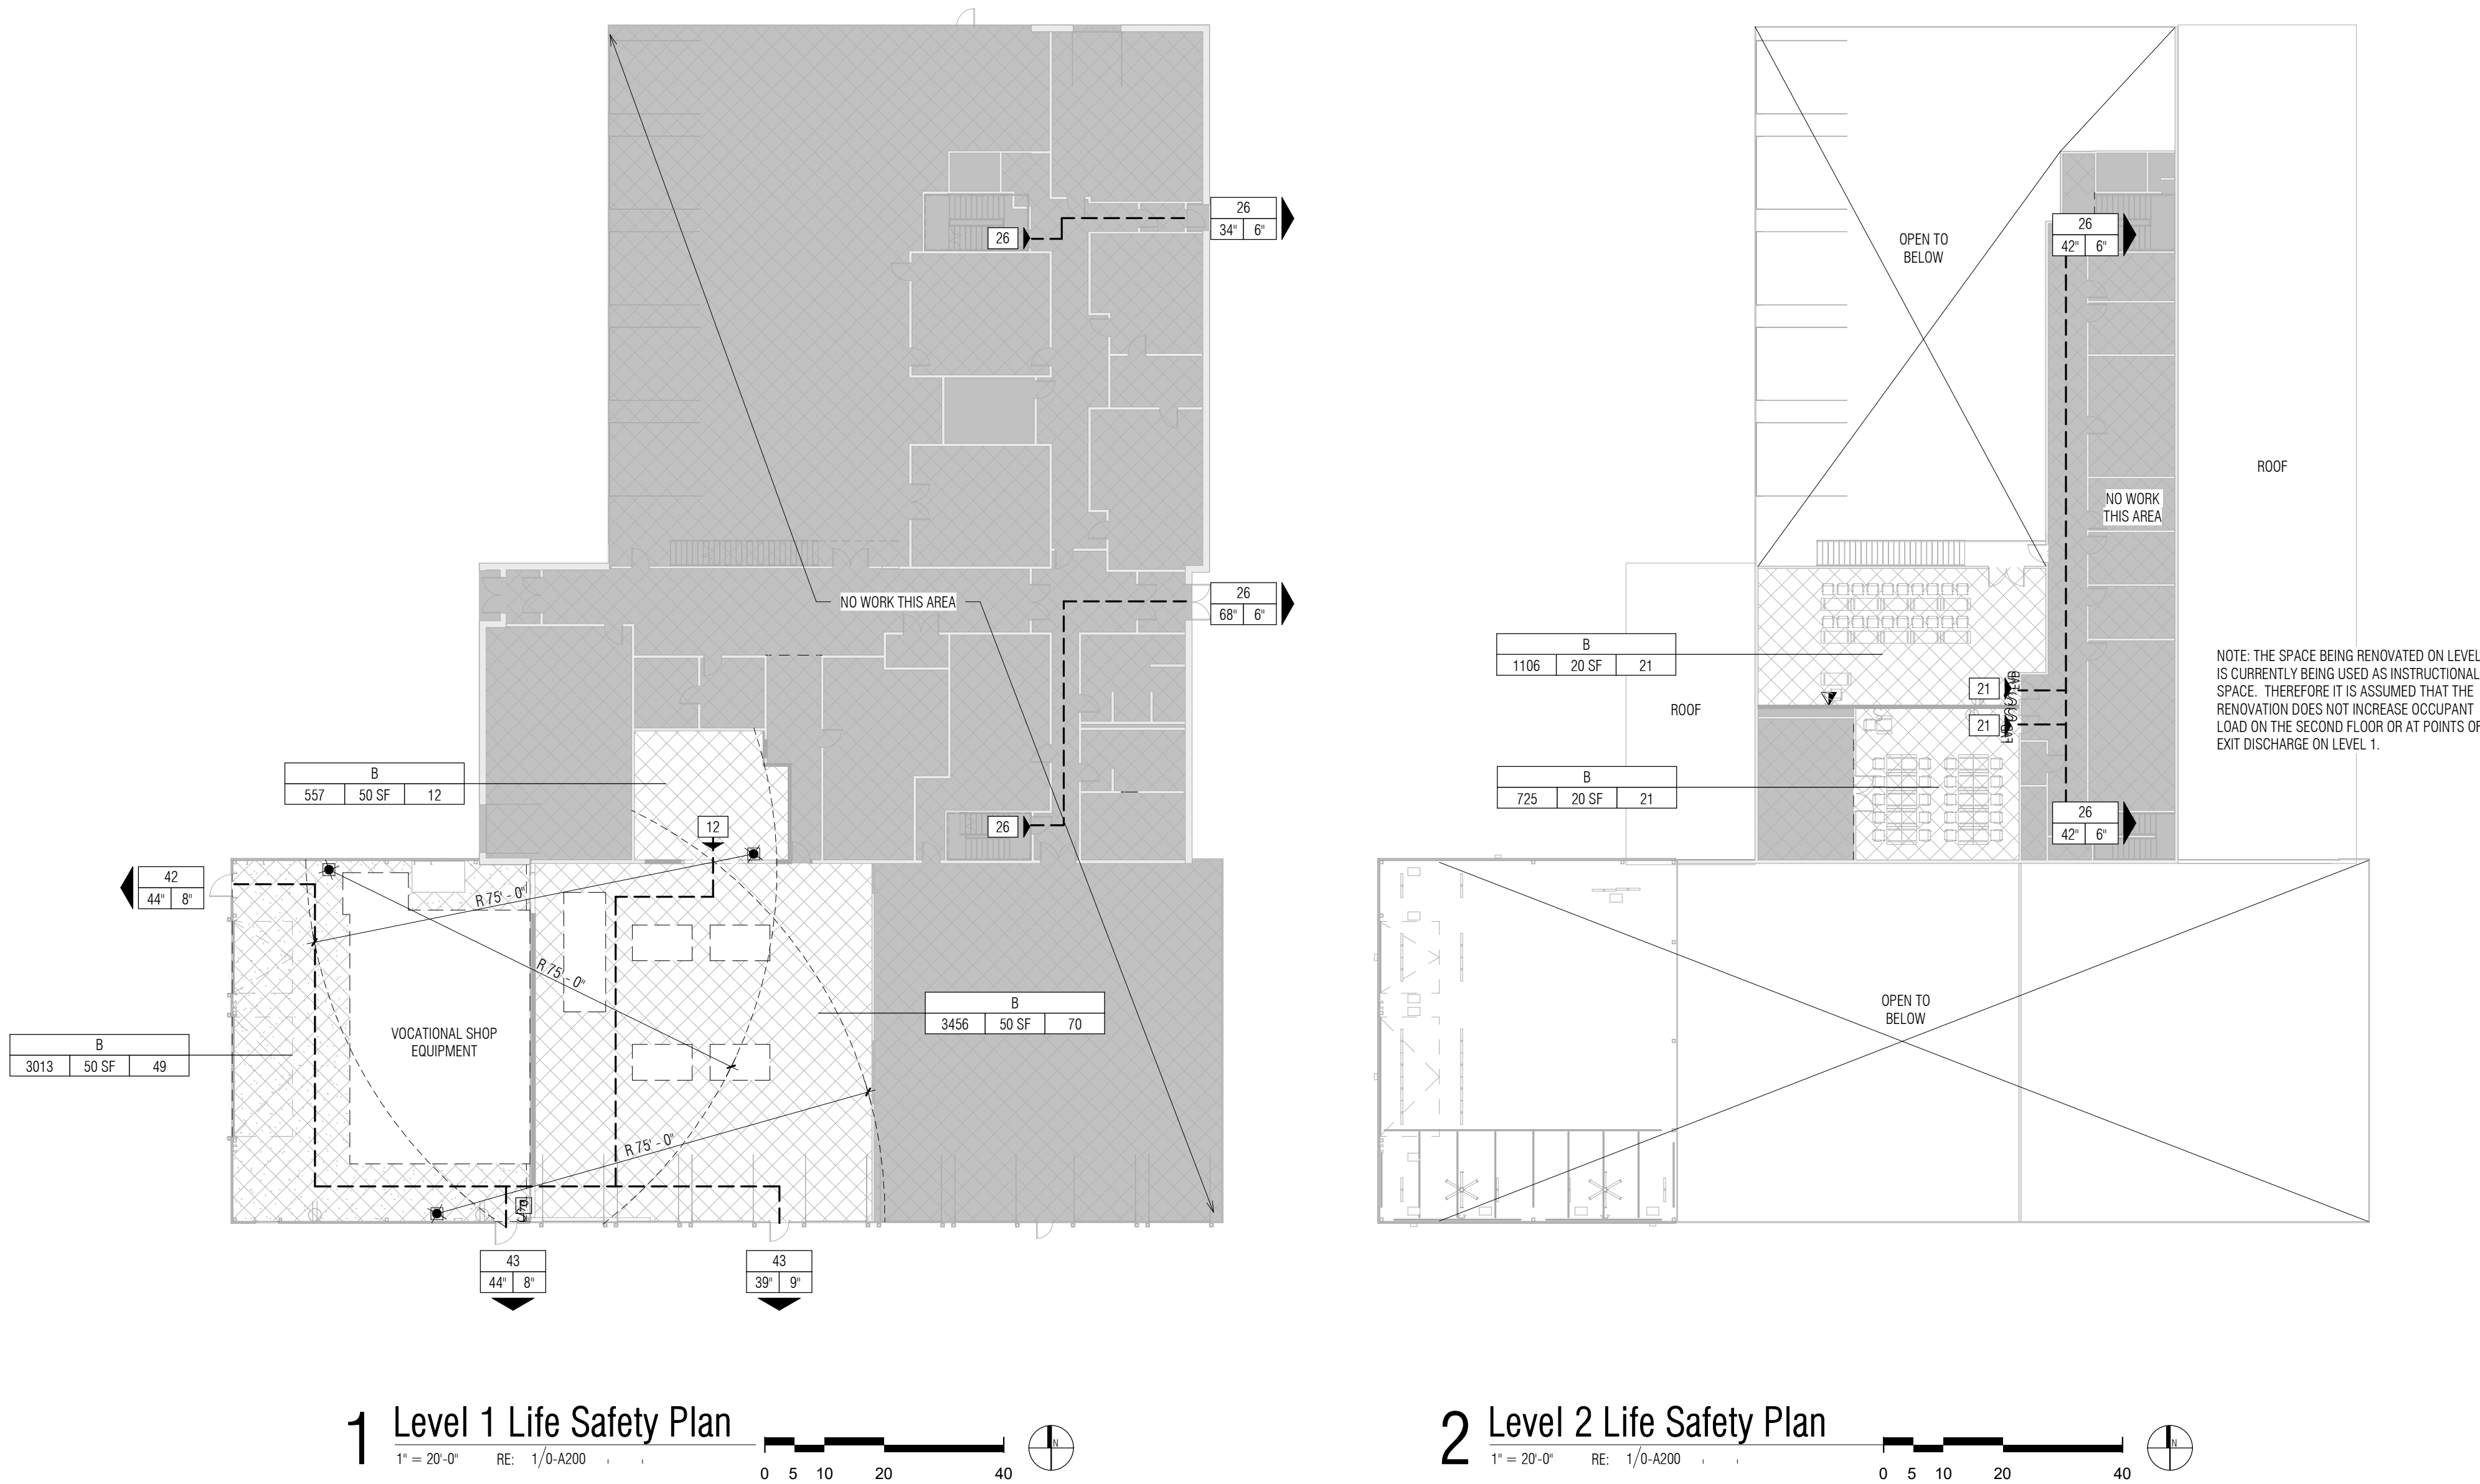 26
34" 6"
26
NO WORK THIS AREA
26
68" 6"
B
557 50 SF 12
12
26
42
44" 8"
R 75' - 0"
R 75' - 0"
VOCATIONAL SHOP
EQUIPMENT
B
3456 50 SF 70
B
3013 50 SF 49
R 75' - 0"
43
44" 8"
43
39" 9"
1 Level 1 Life Safety Plan
1" = 20'-0" RE: 1/0-A200
0 5 10 20 40
N
OPEN TO
BELOW
26
42" 6"
ROOF
NO WORK
THIS AREA
B
1106 20 SF 21
21
21
ROOF
NOTE: THE SPACE BEING RENOVATED ON LEVEL
IS CURRENTLY BEING USED AS INSTRUCTIONAL
SPACE. THEREFORE IT IS ASSUMED THAT THE
RENOVATION DOES NOT INCREASE OCCUPANT
LOAD ON THE SECOND FLOOR OR AT POINTS OF
EXIT DISCHARGE ON LEVEL 1.
B
725 20 SF 21
26
42" 6"
OPEN TO
BELOW
2 Level 2 Life Safety Plan
1" = 20'-0" RE: 1/0-A200
0 5 10 20 40
N